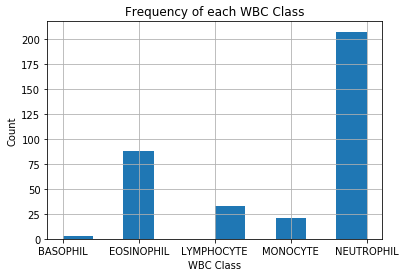 Frequency of each WBC Class
200
175
150
125
100
75
50
25
0
Count
BASOPHIL EOSINOPHIL LYMPHOCYTE MONOCYTE NEUTROPHIL
WBC Class